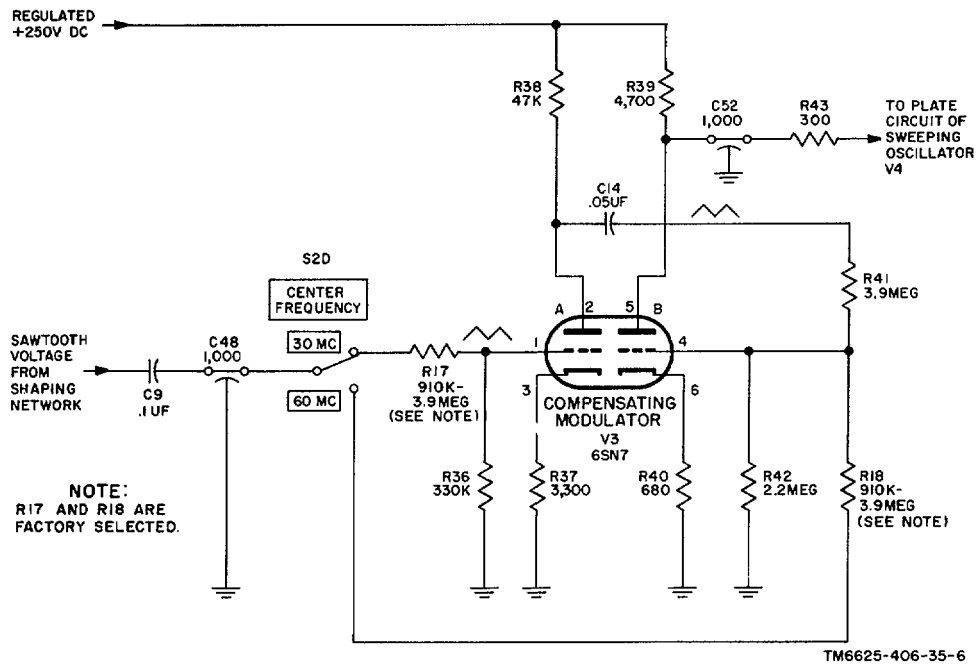 REGULATED
+250V DC
R38
47K
R39
4,700
C52
1,000
R43
300
TO PLATE
CIRCUIT OF
SWEEPING
OSCILLATOR
V4
C14
.05UF
S2D
CENTER
FREQUENCY
R41
3.9MEG
A 2 5 B
SAWTOOTH
VOLTAGE
FROM
SHAPING
NETWORK
C48
1,000
30 MC
1
4
C9
.1UF
60 MC
R17
910K-
3.9MEG
(SEE NOTE)
3
6
COMPENSATING
MODULATOR
V3
6SN7
NOTE:
R17 AND R18 ARE
FACTORY SELECTED.
R36
330K
R37
3,300
R40
680
R42
2.2MEG
R18
910K-
3.9MEG
(SEE NOTE)
TM6625-406-35-6